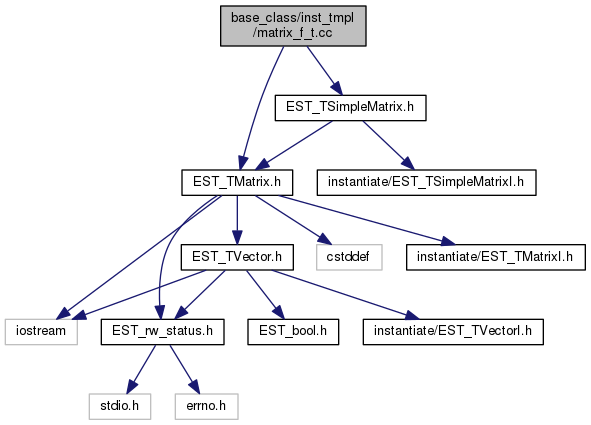 base_class/inst_tmpl
/matrix_f_t.cc
EST_TSimpleMatrix.h
EST_TMatrix.h
instantiate/EST_TSimpleMatrixI.h
EST_TVector.h
cstddef
instantiate/EST_TMatrixI.h
iostream
EST_rw_status.h
EST_bool.h
instantiate/EST_TVectorI.h
stdio.h
errno.h